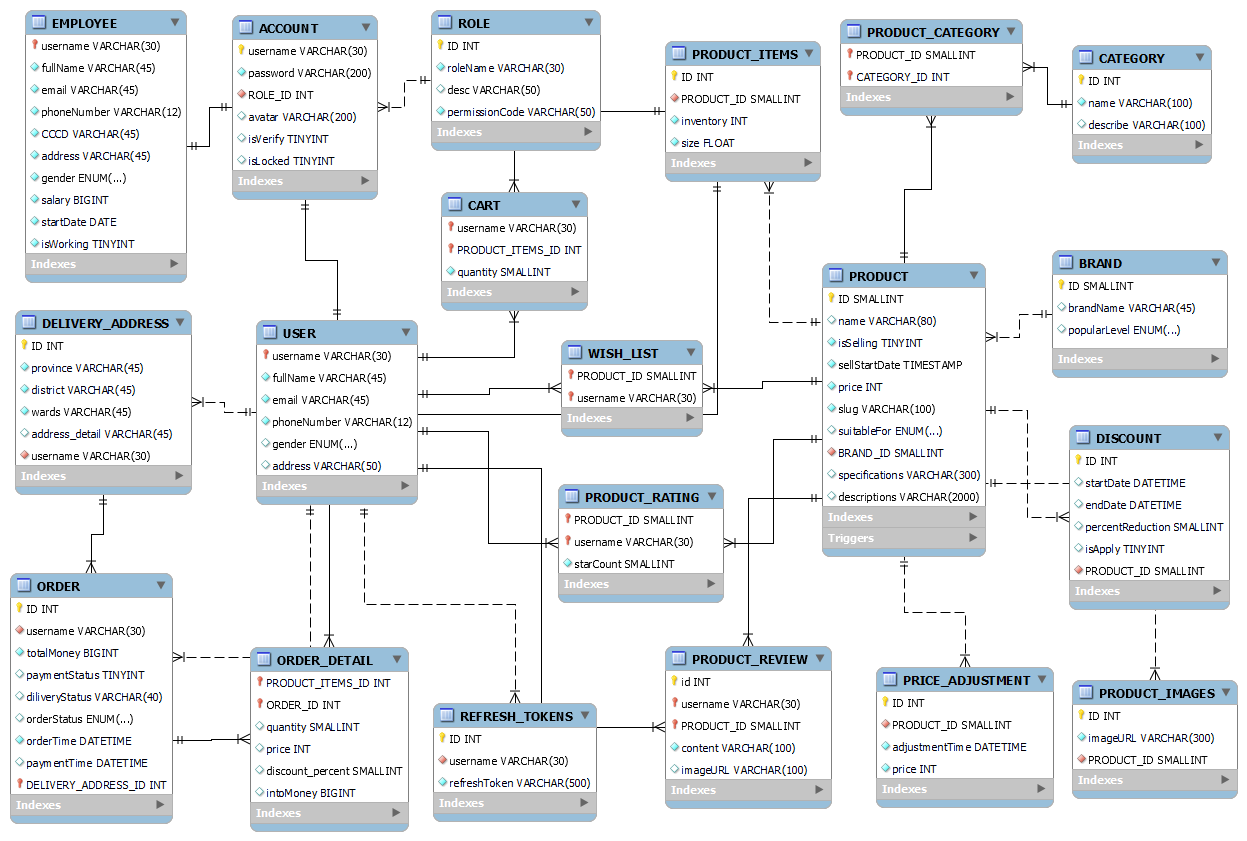 EMPLOYEE
username VARCHAR(30)
fullName VARCHAR(45)
email VARCHAR(45)
phoneNumber VARCHAR(12)
CCCD VARCHAR(45)
address VARCHAR(45)
gender ENUM(...)
salary BIGINT
startDate DATE
isWorking TINYINT
Indexes
ACCOUNT
username VARCHAR(30)
password VARCHAR(200)
ROLE_ID INT
avatar VARCHAR(200)
isVerify TINYINT
isLocked TINYINT
Indexes
ROLE
ID INT
roleName VARCHAR(30)
desc VARCHAR(50)
permissionCode VARCHAR(50)
Indexes
PRODUCT_ITEMS
ID INT
PRODUCT_ID SMALLINT
inventory INT
size FLOAT
Indexes
PRODUCT_CATEGORY
PRODUCT_ID SMALLINT
CATEGORY_ID INT
Indexes
CATEGORY
ID INT
name VARCHAR(100)
describe VARCHAR(100)
Indexes
CART
username VARCHAR(30)
PRODUCT_ITEMS_ID INT
quantity SMALLINT
Indexes
DELIVERY_ADDRESS
ID INT
province VARCHAR(45)
district VARCHAR(45)
wards VARCHAR(45)
address_detail VARCHAR(45)
username VARCHAR(30)
Indexes
USER
username VARCHAR(30)
fullName VARCHAR(45)
email VARCHAR(45)
phoneNumber VARCHAR(12)
gender ENUM(...)
address VARCHAR(50)
Indexes
WISH_LIST
PRODUCT_ID SMALLINT
username VARCHAR(30)
Indexes
PRODUCT
ID SMALLINT
name VARCHAR(80)
isSelling TINYINT
sellStartDate TIMESTAMP
price INT
slug VARCHAR(100)
suitableFor ENUM(...)
BRAND_ID SMALLINT
specifications VARCHAR(300)
descriptions VARCHAR(2000)
Indexes
Triggers
BRAND
ID SMALLINT
brandName VARCHAR(45)
popularLevel ENUM(...)
Indexes
DISCOUNT
ID INT
startDate DATETIME
endDate DATETIME
percentReduction SMALLINT
isApply TINYINT
PRODUCT_ID SMALLINT
Indexes
PRODUCT_RATING
PRODUCT_ID SMALLINT
username VARCHAR(30)
starCount SMALLINT
Indexes
ORDER
ID INT
username VARCHAR(30)
totalMoney BIGINT
paymentStatus TINYINT
diliveryStatus VARCHAR(40)
orderStatus ENUM(...)
orderTime DATETIME
paymentTime DATETIME
DELIVERY_ADDRESS_ID INT
Indexes
ORDER_DETAIL
PRODUCT_ITEMS_ID INT
ORDER_ID INT
quantity SMALLINT
price INT
discount_percent SMALLINT
intoMoney BIGINT
Indexes
REFRESH_TOKENS
ID INT
username VARCHAR(30)
refreshToken VARCHAR(500)
Indexes
PRODUCT_REVIEW
id INT
username VARCHAR(30)
PRODUCT_ID SMALLINT
content VARCHAR(100)
imageURL VARCHAR(100)
Indexes
PRICE_ADJUSTMENT
ID INT
PRODUCT_ID SMALLINT
adjustmentTime DATETIME
price INT
Indexes
PRODUCT_IMAGES
ID INT
imageURL VARCHAR(300)
PRODUCT_ID SMALLINT
Indexes